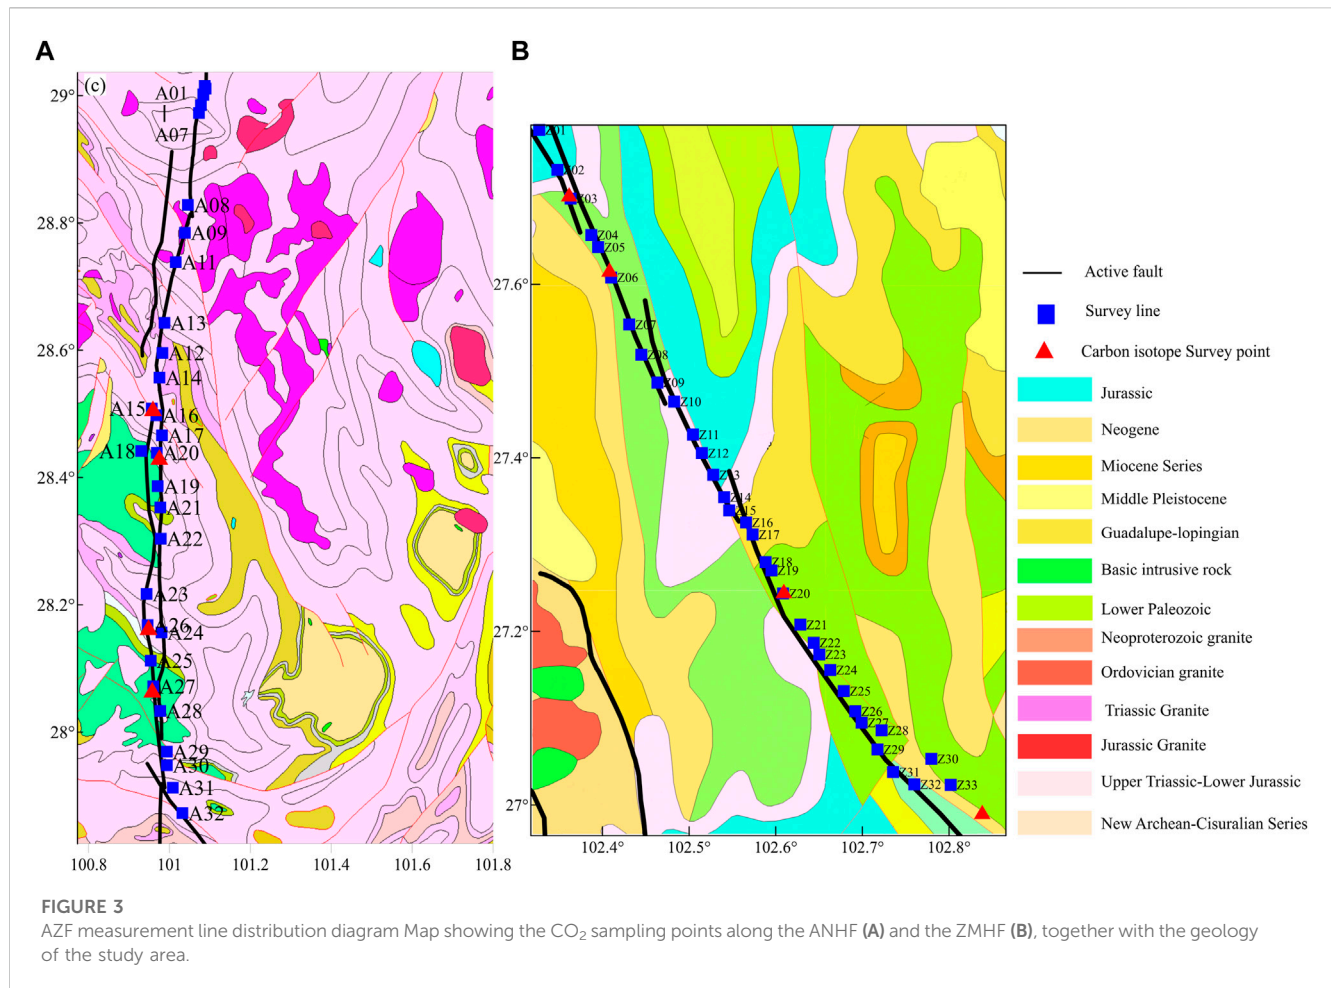 A
B
(c)
29°
28.8°
28.6°
28.4°
28.2°
28°
A01
A07
A08
A09
A11
A13
A12
A14
A15
A16
A17
A18
A20
A19
A21
A22
A23
A26
A24
A25
A27
A28
A29
A30
A31
A32
100.8
101
101.2
101.4
101.6
101.8
27.6°
27.4°
27.2°
27°
Z01
Z02
Z03
Z04
Z05
Z06
Z07
Z08
Z09
Z10
Z11
Z12
Z13
Z14
Z15
Z16
Z17
Z18
Z19
Z20
Z21
Z22
Z23
Z24
Z25
Z26
Z27
Z28
Z29
Z30
Z31
Z32
Z33
102.4°
102.5°
102.6°
102.7°
102.8°
Active fault
Survey line
Carbon isotope Survey point
Jurassic
Neogene
Miocene Series
Middle Pleistocene
Guadalupe-lopingian
Basic intrusive rock
Lower Paleozoic
Neoproterozoic granite
Ordovician granite
Triassic Granite
Jurassic Granite
Upper Triassic-Lower Jurassic
New Archean-Cisuralian Series
FIGURE 3
AZF measurement line distribution diagram Map showing the CO₂ sampling points along the ANHF (A) and the ZMHF (B), together with the geology
of the study area.